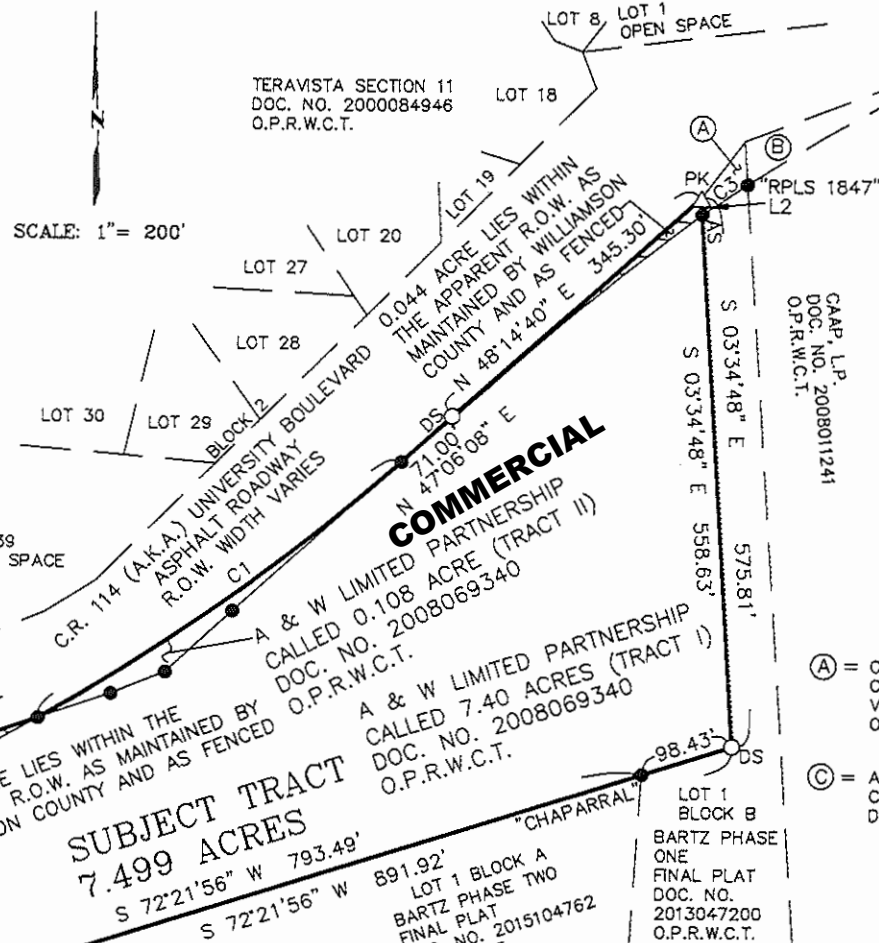 LOT 8
LOT 1
OPEN SPACE
N
TERAVISTA SECTION 11
DOC. NO. 2000084946
O.P.R.W.C.T.
LOT 18
SCALE: 1"= 200'
LOT 19
LOT 20
LOT 27
LOT 28
LOT 30
LOT 29
BLOCK 2
0.044 ACRE LIES WITHIN
THE APPARENT R.O.W. AS
MAINTAINED BY WILLIAMSON
COUNTY AND AS FENCED
A
B
PK
C3
"RPLS 1847"
L2
AS
N 48°14'40" E 345.30'
DS
71.00'
N 47°06'08" E
COMMERCIAL
39
SPACE
C.R. 114 (A.K.A.) UNIVERSITY BOULEVARD
ASPHALT ROADWAY
R.O.W. WIDTH VARIES
C1
CAAP, L.P.
DOC. NO. 2008011241
O.P.R.W.C.T.
S 03°34'48" E 575.81'
S 03°34'48" E 558.63'
A & W LIMITED PARTNERSHIP
CALLED 0.108 ACRE (TRACT II)
DOC. NO. 2008069340
O.P.R.W.C.T.
A & W LIMITED PARTNERSHIP
CALLED 7.40 ACRES (TRACT I)
DOC. NO. 2008069340
O.P.R.W.C.T.
E LIES WITHIN THE
R.O.W. AS MAINTAINED BY
ON COUNTY AND AS FENCED
SUBJECT TRACT
7.499 ACRES
A = O
C
V
O
C = A
C
D
98.43'
DS
"CHAPARRAL"
S 72°21'56" W 793.49'
S 72°21'56" W 891.92'
LOT 1 BLOCK A
BARTZ PHASE TWO
FINAL PLAT
NO. 2015104762
LOT 1
BLOCK B
BARTZ PHASE
ONE
FINAL PLAT
DOC. NO.
2013047200
O.P.R.W.C.T.